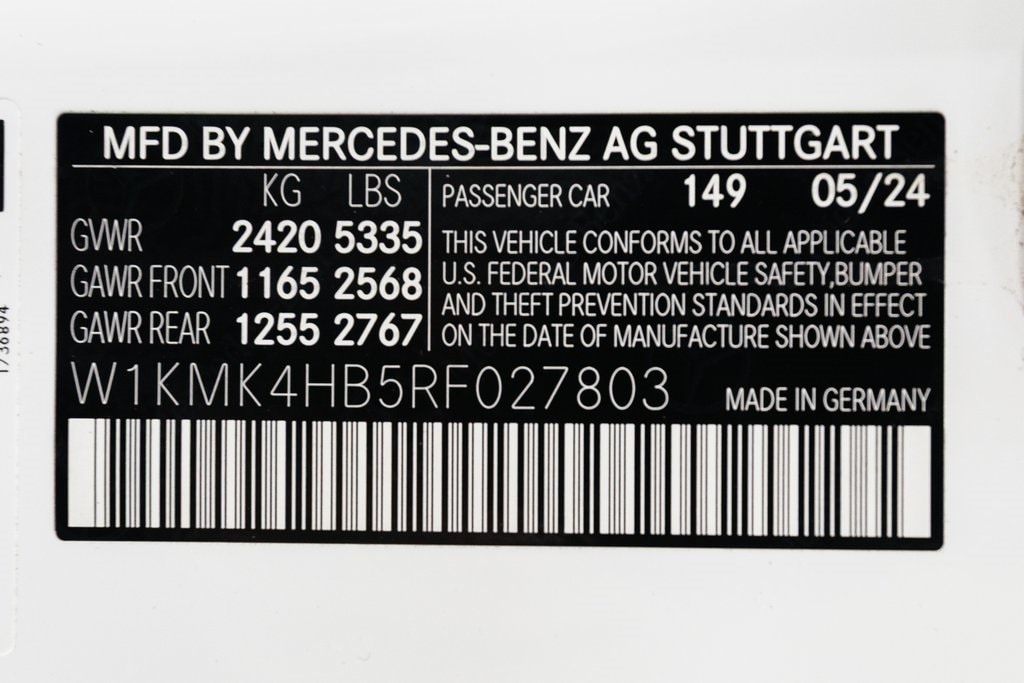 MFD BY MERCEDES-BENZ AG STUTTGART
KG LBS
GVWR 2420 5335
GAWR FRONT 1165 2568
GAWR REAR 1255 2767
PASSENGER CAR 149 05/24
THIS VEHICLE CONFORMS TO ALL APPLICABLE
U.S. FEDERAL MOTOR VEHICLE SAFETY,BUMPER
AND THEFT PREVENTION STANDARDS IN EFFECT
ON THE DATE OF MANUFACTURE SHOWN ABOVE
W1KMK4HB5RF027803
MADE IN GERMANY